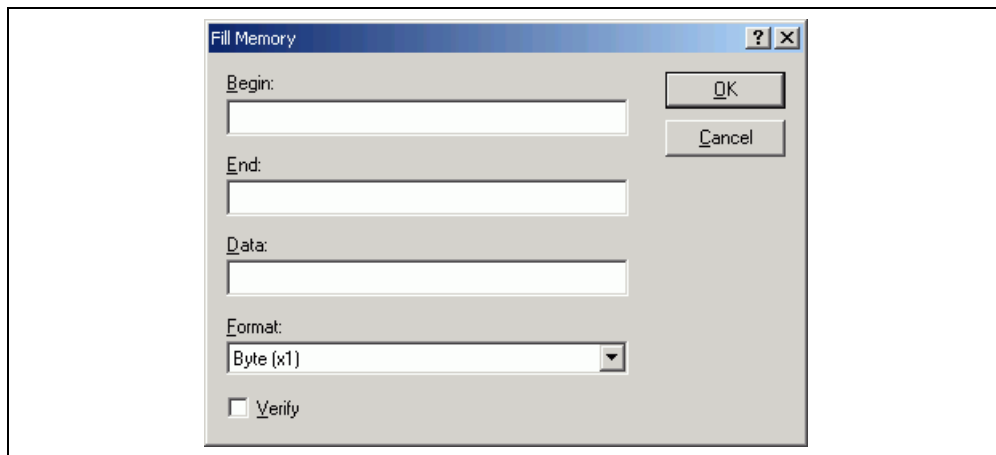 Fill Memory
Begin:
OK
Cancel
End:
Data:
Format:
Byte (x1)
Verify